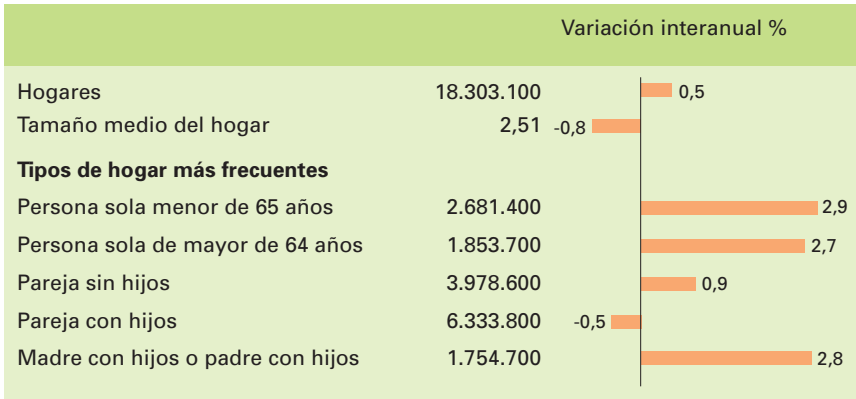 Variación interanual %
Hogares 18.303.100 0,5
Tamaño medio del hogar 2,51 -0,8
Tipos de hogar más frecuentes
Persona sola menor de 65 años 2.681.400 2,9
Persona sola de mayor de 64 años 1.853.700 2,7
Pareja sin hijos 3.978.600 0,9
Pareja con hijos 6.333.800 -0,5
Madre con hijos o padre con hijos 1.754.700 2,8